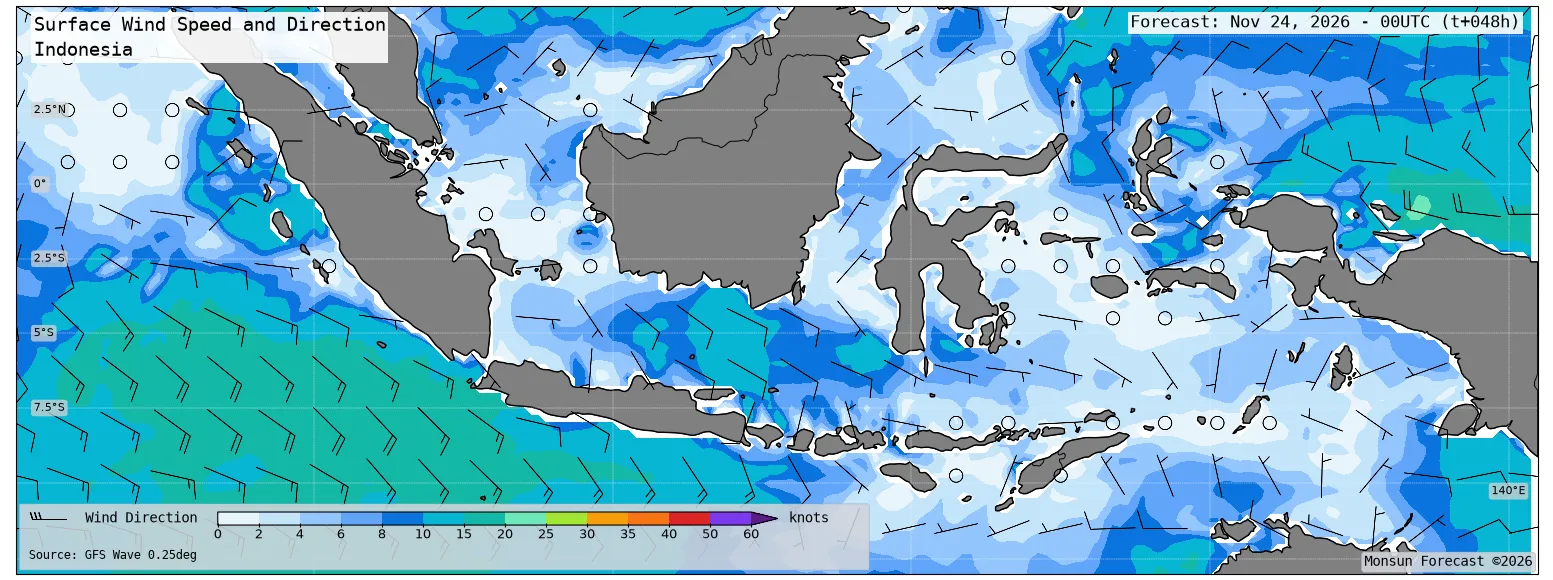 Surface Wind Speed and Direction
Indonesia
Forecast: Nov 24, 2026 - 00UTC (t+048h)
2.5°N
0°
2.5°S
5°S
7.5°S
140°E
Wind Direction
0 2 4 6 8 10 15 20 25 30 35 40 50 60 knots
Source: GFS Wave 0.25deg
Monsun Forecast ©2026